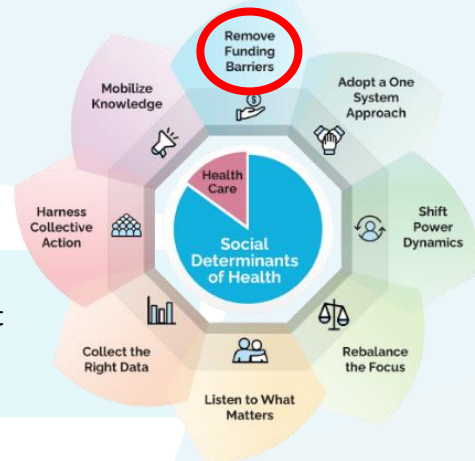 Remove
Funding
Barriers
Adopt a One
System
Approach
Shift
Power
Dynamics
Rebalance
the Focus
Listen to What
Matters
Collect the
Right Data
Harness
Collective
Action
Mobilize
Knowledge
Health
Care
Social
Determinants
of Health
$